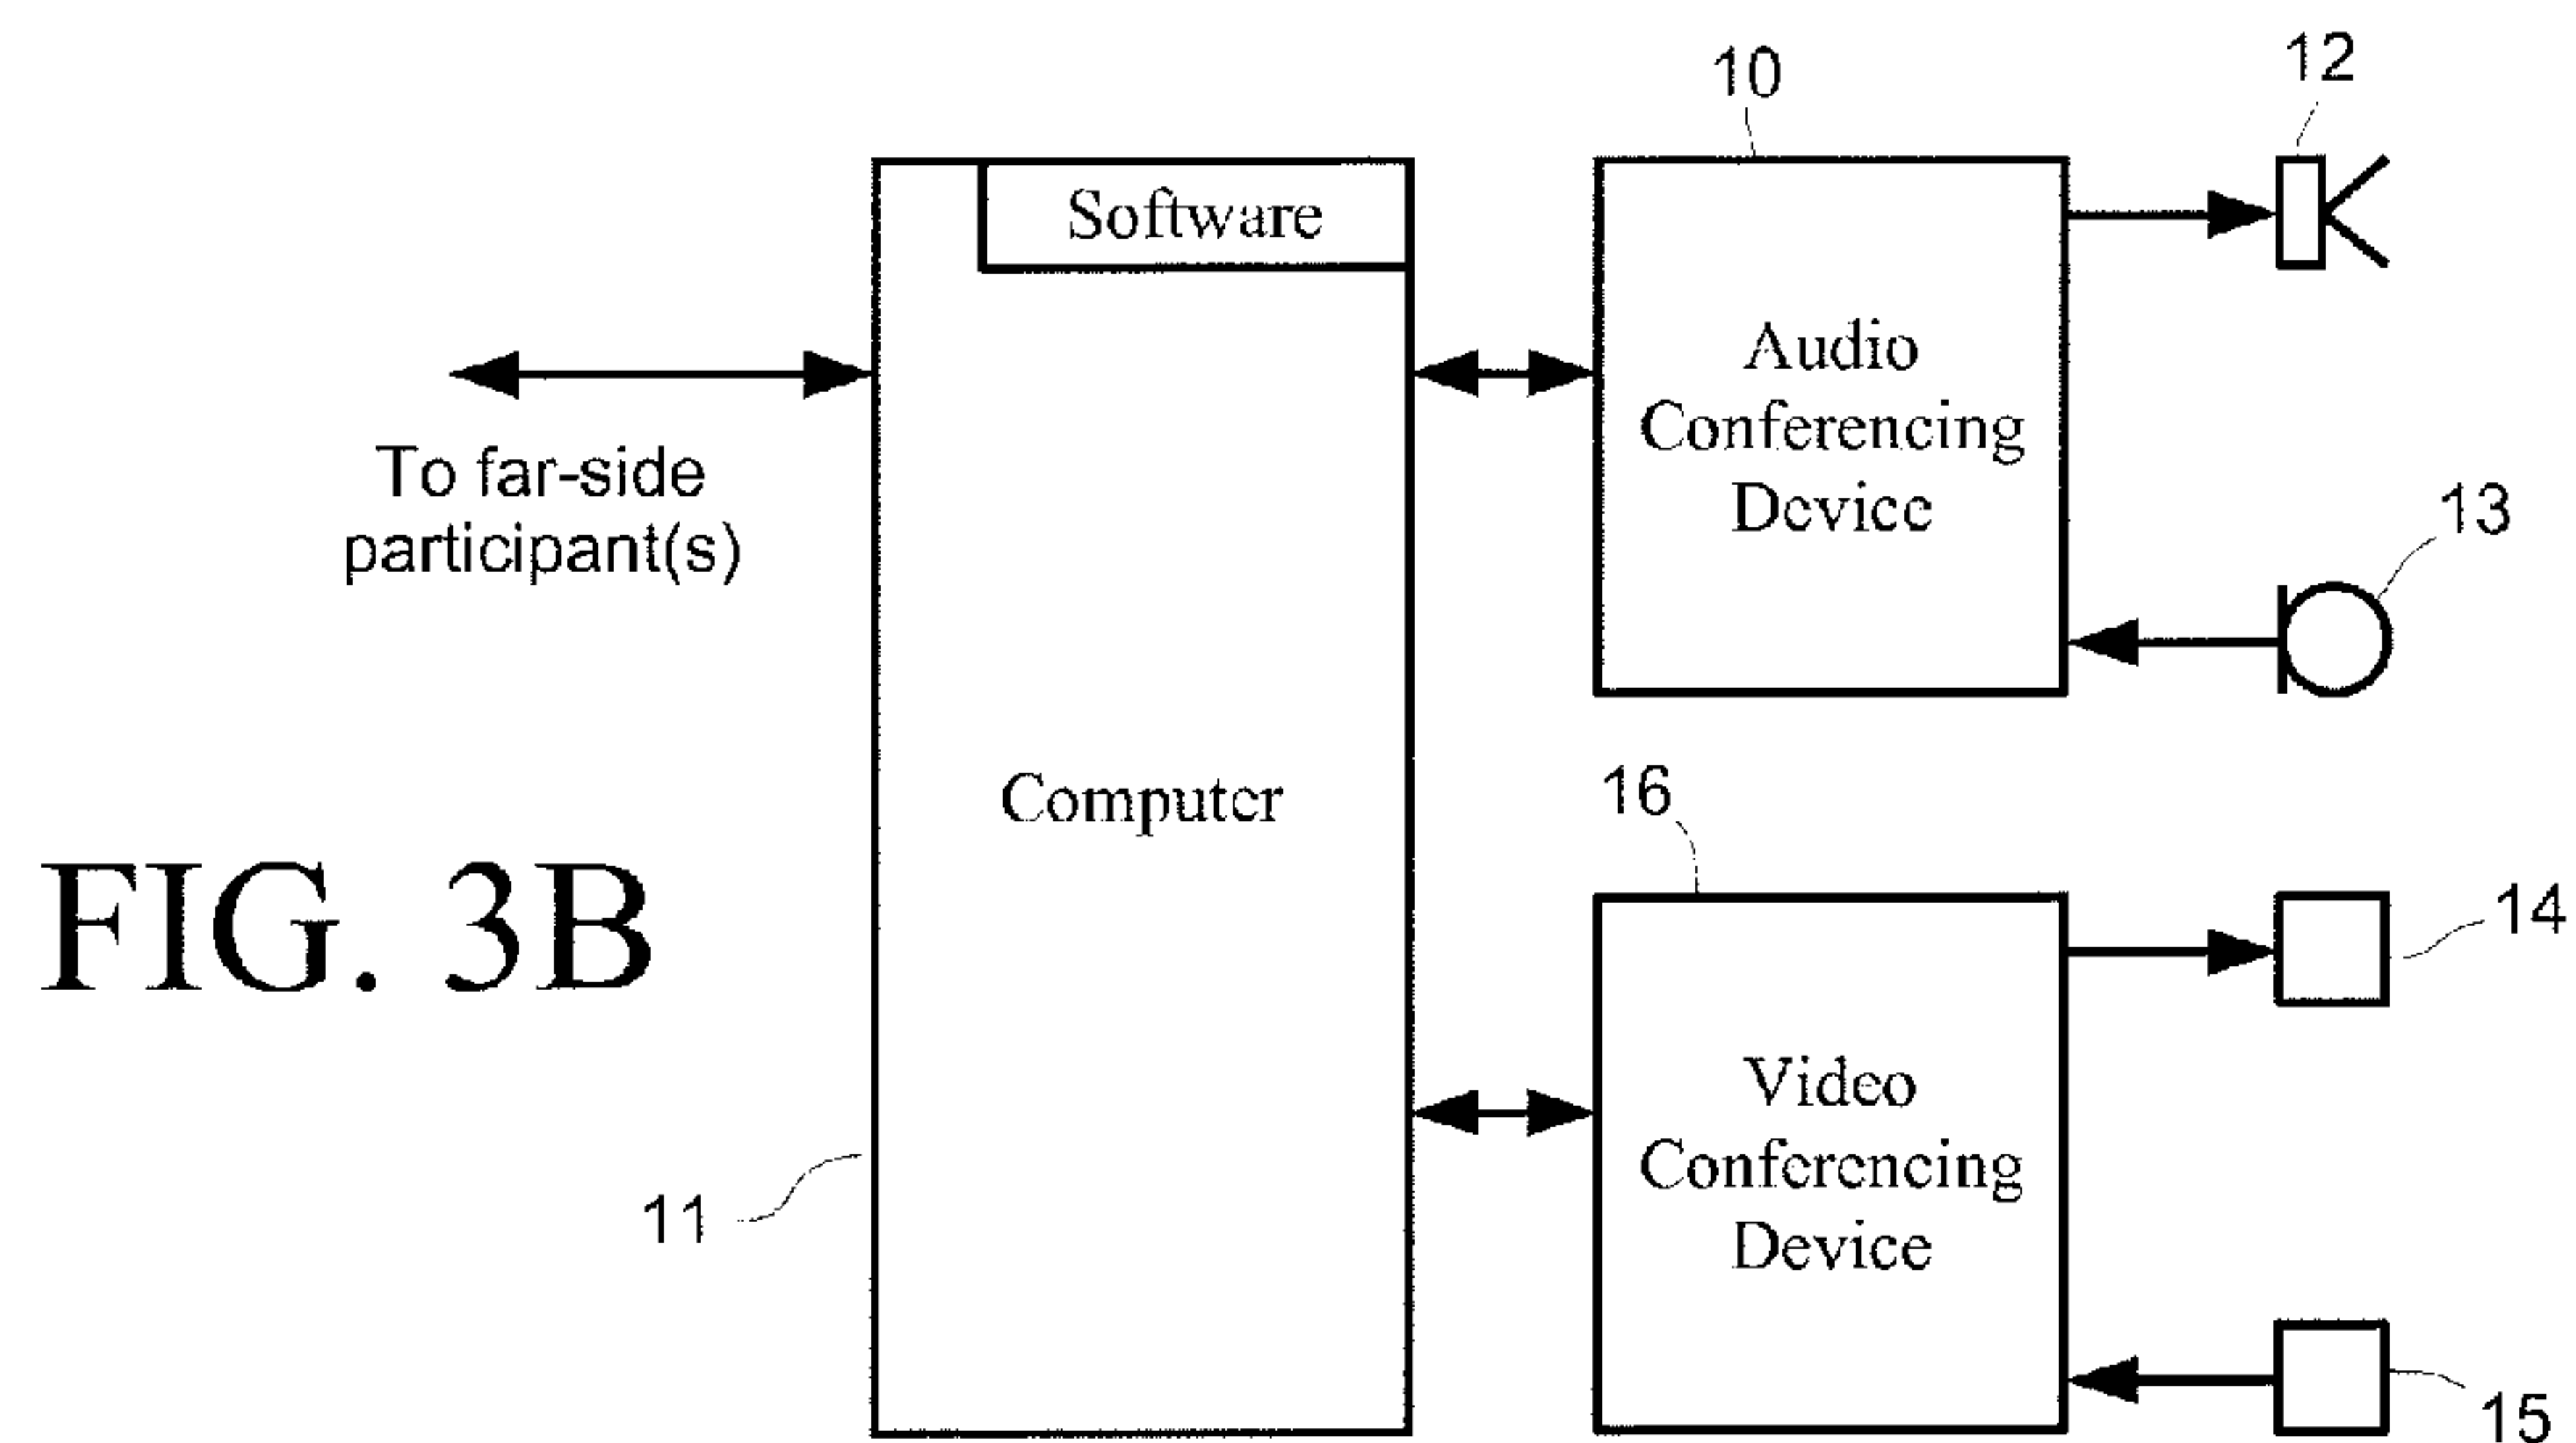 10
12
Software
Audio
Conferencing
Device
To far-side
participant(s)
13
Computer
16
FIG. 3B
14
Video
Conferencing
Device
11
15